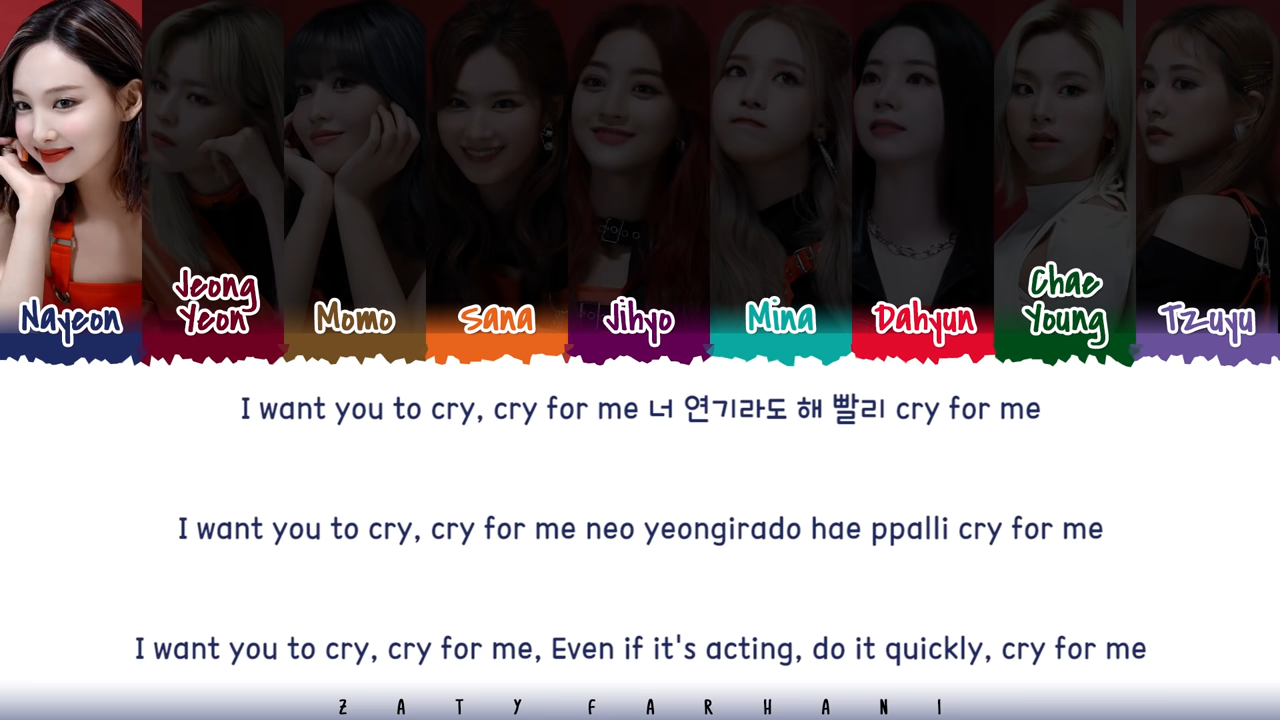 Nayeon
Jeong
Yeon
Momo
Sana
Jihyo
Mina
Dahyun
Chae
Young
Tzuyu
I want you to cry, cry for me 너 연기라도 해 빨리 cry for me
I want you to cry, cry for me neo yeongirado hae ppalli cry for me
I want you to cry, cry for me, Even if it's acting, do it quickly, cry for me
ZATY FARHANI